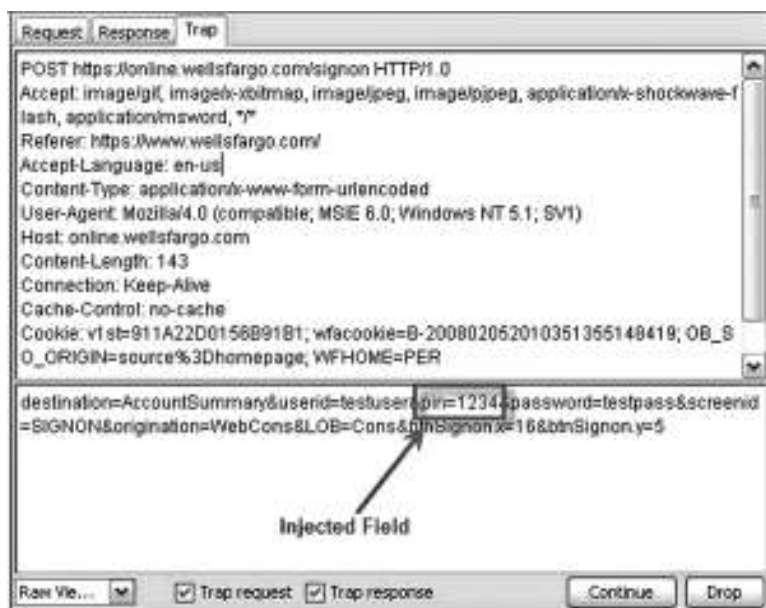 Request Response Trap
POST https://online.wellsfargo.com/signon HTTP/1.0
Accept: image/gif, image/x-xbitmap, image/jpeg, image/pjpeg, application/x-shockwave-f
lash, application/msword, */*
Referer: https://www.wellsfargo.com/
Accept-Language: en-us
Content-Type: application/x-www-form-urlencoded
User-Agent: Mozilla/4.0 (compatible; MSIE 6.0; Windows NT 5.1; SV1)
Host: online.wellsfargo.com
Content-Length: 143
Connection: Keep-Alive
Cache-Control: no-cache
Cookie: v1st=911A22D0156B91B1; wfacookie=B-20080205201035135514​8419; OB_S
O_ORIGIN=source%3Dhomepage; WFHOME=PER
destination=AccountSummary&userid=testuser&pin=1234&password=testpass&screenid
=SIGNON&origination=WebCons&LOB=Cons&btnSignon.x=16&btnSignon.y=5
Injected Field
Raw Vie... Trap request Trap response Continue Drop